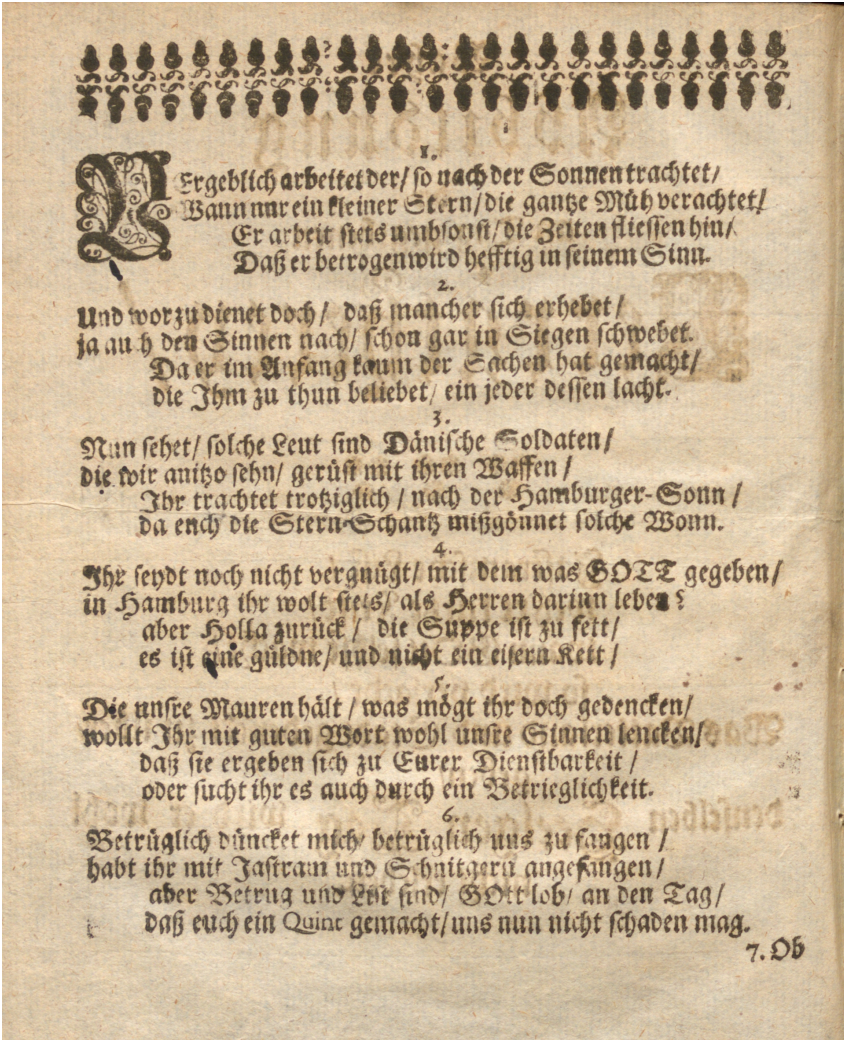 1.
VErgeblich arbeitet der/ so nach der Sonnen trachtet/
Wann nur ein kleiner Stern/ die gantze Müh verachtet/
Er arbeit stets umbsonst/ die Zeiten fliessen hin/
Daß er betrogen wird hefftig in seinem Sinn.
2.
Und worzu dienet doch/ daß mancher sich erhebet/
ja auch den Sinnen nach/ schon gar in Siegen schwebet.
Da er im Anfang kaum der Sachen hat gemacht/
die Ihm zu thun beliebet/ ein jeder dessen lacht.
3.
Nun sehet/ solche Leut sind Dänische Soldaten/
die wir anitzo sehn/ gerüst mit ihren Waffen/
Ihr trachtet trotziglich/ nach der Hamburger-Sonn/
da euch die Stern-Schantz mißgönnet solche Wonn.
4.
Ihr seydt noch nicht vergnügt/ mit dem was GOTT gegeben/
in Hamburg ihr wolt stets/ als Herren darinn leben?
aber Holla zurück/ die Suppe ist zu fett/
es ist eine güldne/ und nicht ein eisern Kett/
5.
Die unsre Mauren hält/ was mögt ihr doch gedencken/
wollt Ihr mit guten Wort wohl unsre Sinnen lencken/
daß sie ergeben sich zu Eurer Dienstbarkeit/
oder sucht ihr es auch durch ein Betrieglichkeit.
6.
Betrüglich düncket mich/ betrüglich uns zu fangen/
habt ihr mit Jastram und Schnitgern angefangen/
aber Betrug und List sind/ GOtt lob/ an den Tag/
daß euch ein Quint gemacht/ uns nun nicht schaden mag.
7. Ob